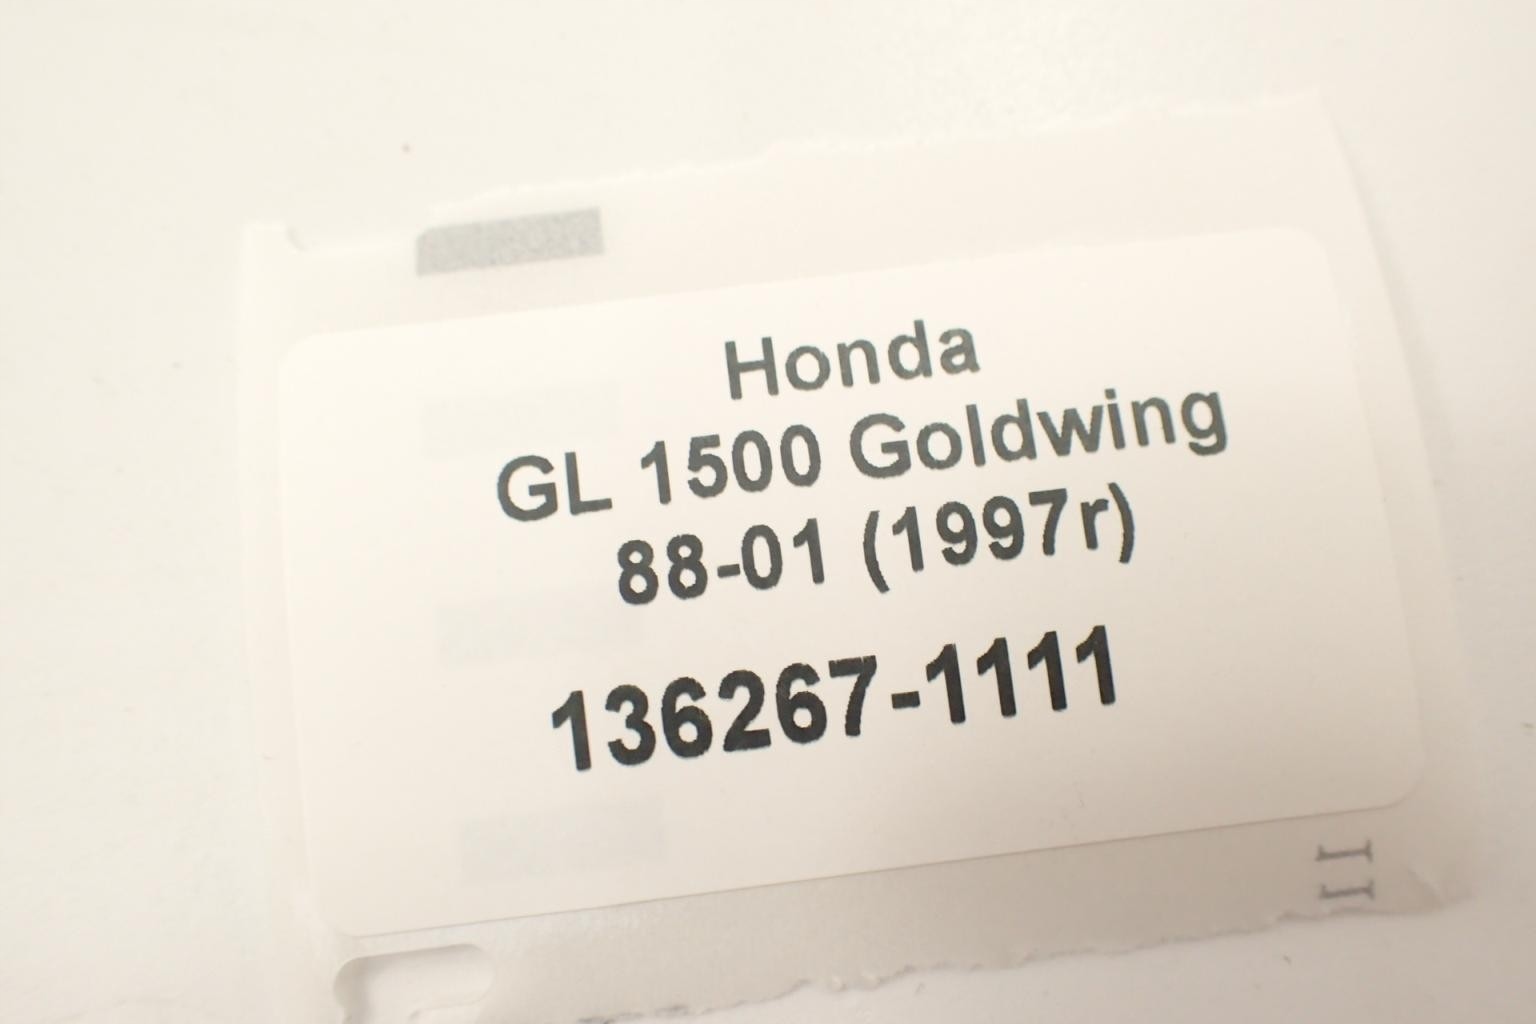 Honda
GL 1500 Goldwing
88-01 (1997r)
136267-1111